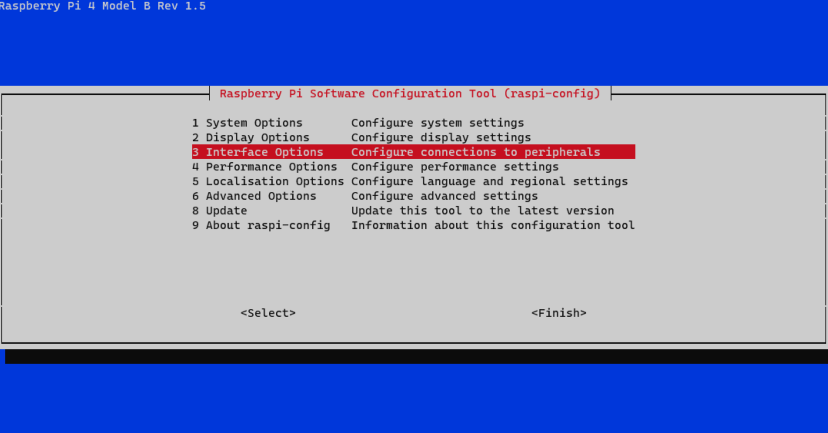 Raspberry Pi 4 Model B Rev 1.5
Raspberry Pi Software Configuration Tool (raspi-config)
1 System Options Configure system settings
2 Display Options Configure display settings
3 Interface Options Configure connections to peripherals
4 Performance Options Configure performance settings
5 Localisation Options Configure language and regional settings
6 Advanced Options Configure advanced settings
8 Update Update this tool to the latest version
9 About raspi-config Information about this configuration tool
<Select> <Finish>